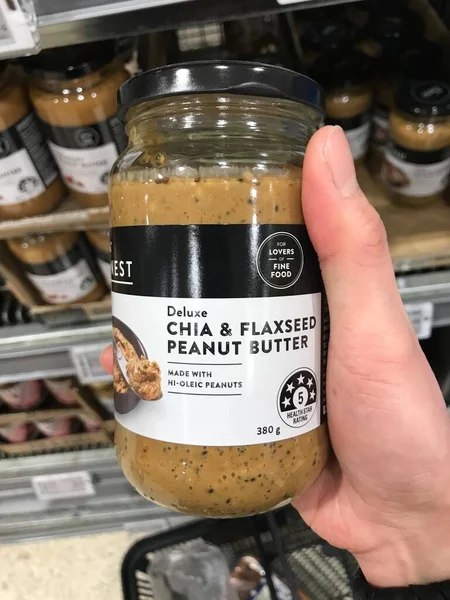 EST
FOR
LOVERS
OF
FINE
FOOD
Deluxe
CHIA & FLAXSEED
PEANUT BUTTER
MADE WITH
HI-OLEIC PEANUTS
5
HEALTH STAR
RATING
380 g
BUTTER